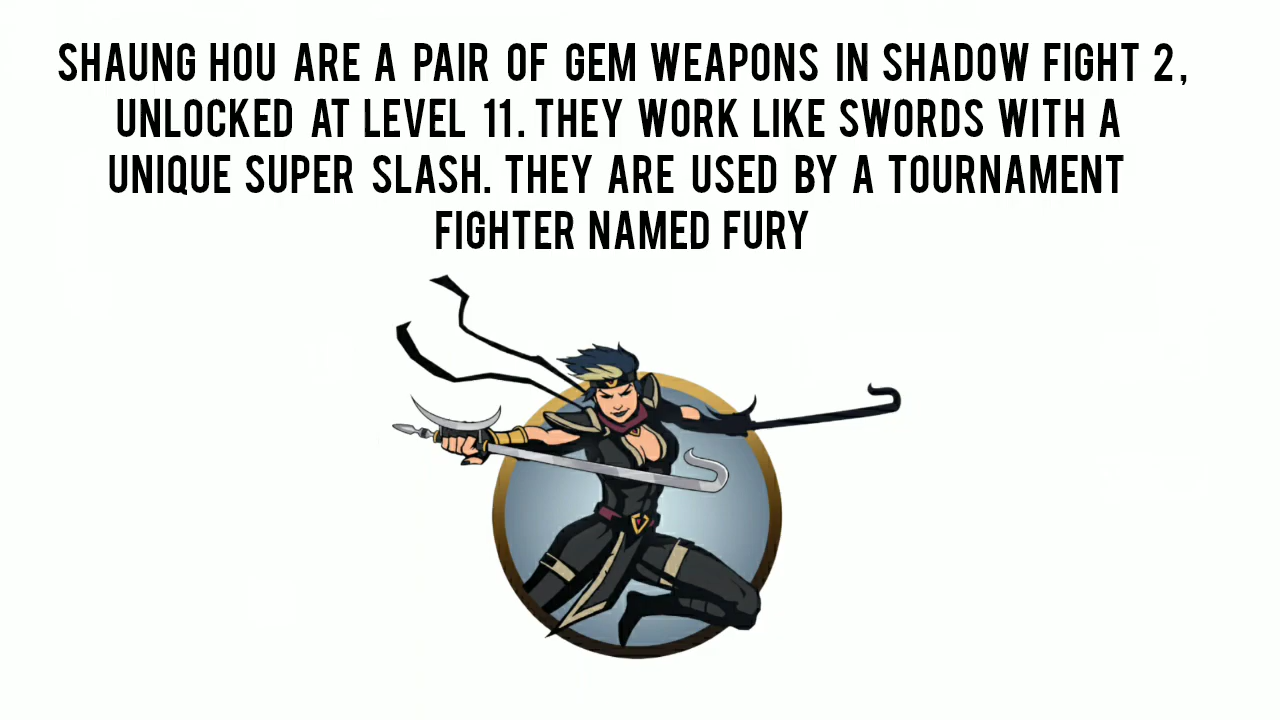 SHAUNG HOU ARE A PAIR OF GEM WEAPONS IN SHADOW FIGHT 2,
UNLOCKED AT LEVEL 11. THEY WORK LIKE SWORDS WITH A
UNIQUE SUPER SLASH. THEY ARE USED BY A TOURNAMENT
FIGHTER NAMED FURY